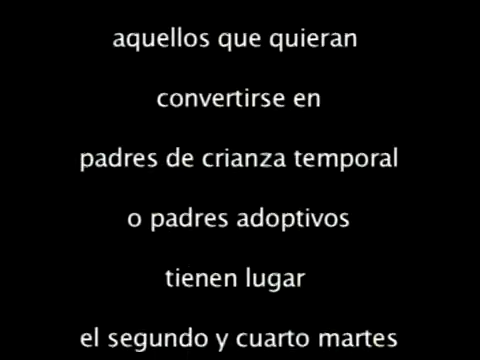 aquellos que quieran
convertirse en
padres de crianza temporal
o padres adoptivos
tienen lugar
el segundo y cuarto martes